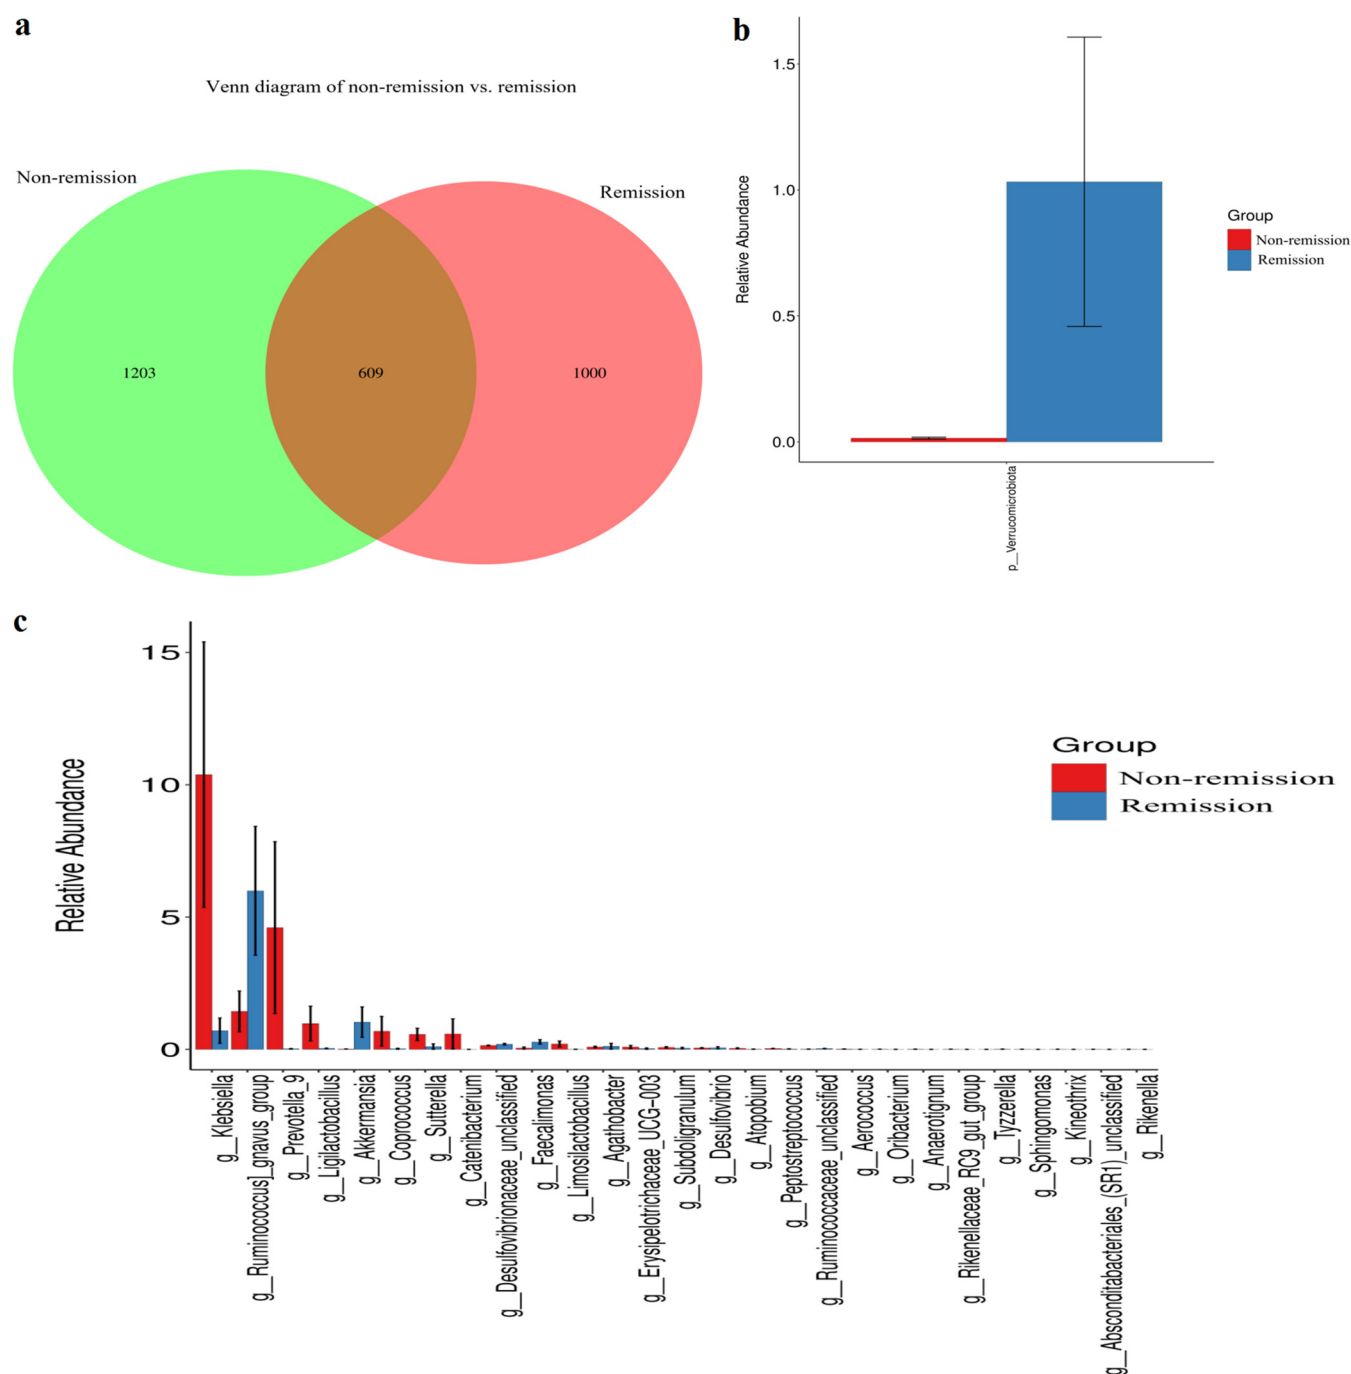 a
Venn diagram of non-remission vs. remission
Non-remission
Remission
1203
609
1000
b
Relative Abundance
1.5
1.0
0.5
0.0
p__Verrucomicrobiota
Group
Non-remission
Remission
c
Relative Abundance
15
10
5
0
Group
Non-remission
Remission
g__Klebsiella
g__Ruminococcus]_gnavus_group
g__Prevotella_9
g__Ligilactobacillus
g__Akkermansia
g__Coprococcus
g__Sutterella
g__Catenibacterium
g__Desulfovibrionaceae_unclassified
g__Faecalimonas
g__Limosilactobacillus
g__Agathobacter
g__Erysipelotrichaceae_UCG-003
g__Subdoligranulum
g__Desulfovibrio
g__Atopobium
g__Peptostreptococcus
g__Ruminococcaceae_unclassified
g__Aerococcus
g__Oribacterium
g__Anaerotignum
g__Rikenellaceae_RC9_gut_group
g__Tyzzerella
g__Sphingomonas
g__Kineothrix
g__Absconditabacteriales_(SR1)_unclassified
g__Rikenella